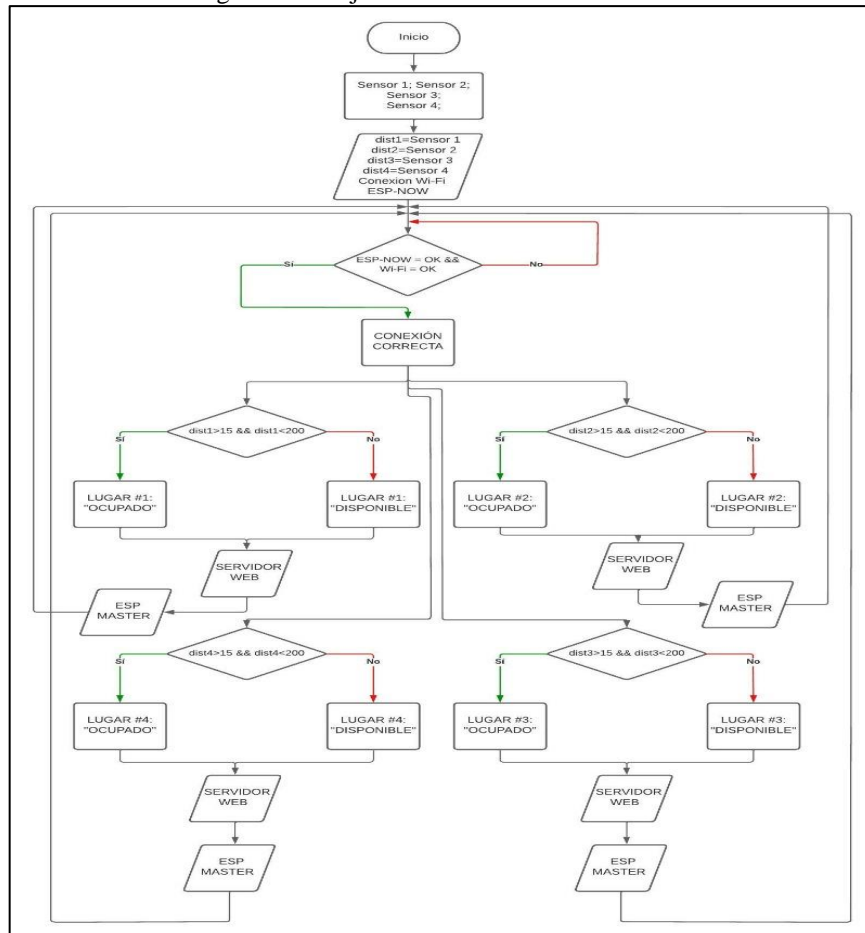 Inicio
Sensor 1; Sensor 2;
Sensor 3;
Sensor 4;
dist1=Sensor 1
dist2=Sensor 2
dist3=Sensor 3
dist4=Sensor 4
Conexion Wi-Fi
ESP-NOW
ESP-NOW = OK &&
Wi-Fi = OK
Sí
No
CONEXIÓN
CORRECTA
dist1>15 && dist1<200
Sí
No
LUGAR #1:
"OCUPADO"
LUGAR #1:
"DISPONIBLE"
SERVIDOR
WEB
ESP
MASTER
dist2>15 && dist2<200
Sí
No
LUGAR #2:
"OCUPADO"
LUGAR #2:
"DISPONIBLE"
SERVIDOR
WEB
ESP
MASTER
dist4>15 && dist4<200
Sí
No
LUGAR #4:
"OCUPADO"
LUGAR #4:
"DISPONIBLE"
SERVIDOR
WEB
ESP
MASTER
dist3>15 && dist3<200
Sí
No
LUGAR #3:
"OCUPADO"
LUGAR #3:
"DISPONIBLE"
SERVIDOR
WEB
ESP
MASTER